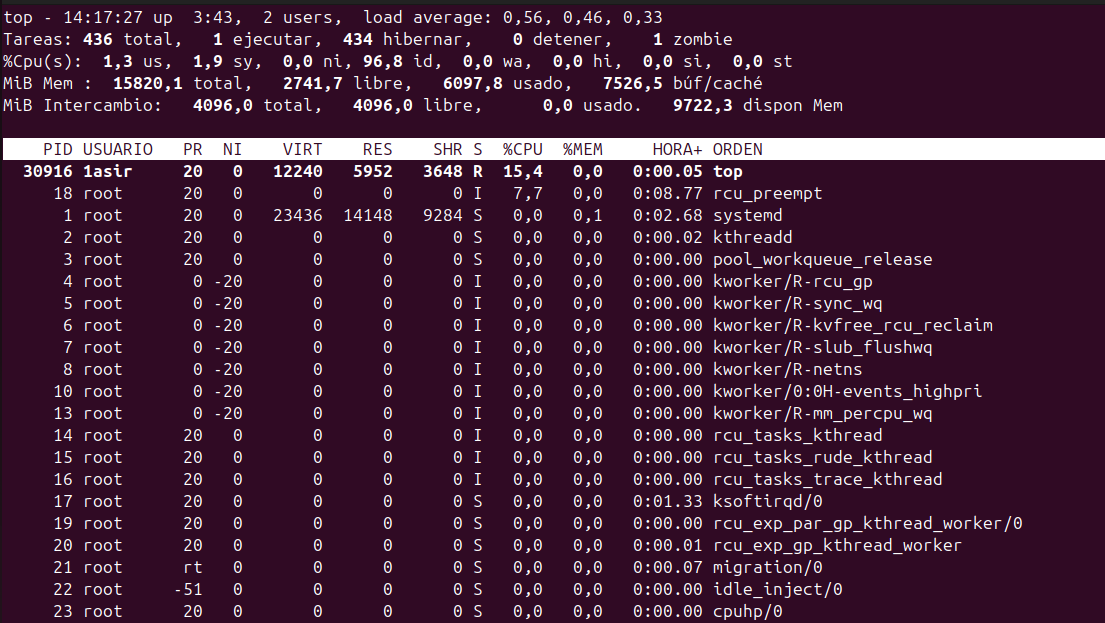 top - 14:17:27 up  3:43,  2 users,  load average: 0,56, 0,46, 0,33
Tareas: 436 total,   1 ejecutar,  434 hibernar,    0 detener,    1 zombie
%Cpu(s):  1,3 us,  1,9 sy,  0,0 ni, 96,8 id,  0,0 wa,  0,0 hi,  0,0 si,  0,0 st
MiB Mem :  15820,1 total,   2741,7 libre,   6097,8 usado,   7526,5 búf/caché
MiB Intercambio:   4096,0 total,   4096,0 libre,      0,0 usado.   9722,3 dispon Mem
PID USUARIO   PR  NI    VIRT    RES    SHR S  %CPU  %MEM     HORA+ ORDEN
30916 1asir     20   0   12240   5952   3648 R  15,4   0,0   0:00.05 top
18 root      20   0       0      0      0 I   7,7   0,0   0:08.77 rcu_preempt
1 root      20   0   23436  14148   9284 S   0,0   0,1   0:02.68 systemd
2 root      20   0       0      0      0 S   0,0   0,0   0:00.02 kthreadd
3 root      20   0       0      0      0 S   0,0   0,0   0:00.00 pool_workqueue_release
4 root       0 -20       0      0      0 I   0,0   0,0   0:00.00 kworker/R-rcu_gp
5 root       0 -20       0      0      0 I   0,0   0,0   0:00.00 kworker/R-sync_wq
6 root       0 -20       0      0      0 I   0,0   0,0   0:00.00 kworker/R-kvfree_rcu_reclaim
7 root       0 -20       0      0      0 I   0,0   0,0   0:00.00 kworker/R-slub_flushwq
8 root       0 -20       0      0      0 I   0,0   0,0   0:00.00 kworker/R-netns
10 root       0 -20       0      0      0 I   0,0   0,0   0:00.00 kworker/0:0H-events_highpri
13 root       0 -20       0      0      0 I   0,0   0,0   0:00.00 kworker/R-mm_percpu_wq
14 root      20   0       0      0      0 I   0,0   0,0   0:00.00 rcu_tasks_kthread
15 root      20   0       0      0      0 I   0,0   0,0   0:00.00 rcu_tasks_rude_kthread
16 root      20   0       0      0      0 I   0,0   0,0   0:00.00 rcu_tasks_trace_kthread
17 root      20   0       0      0      0 S   0,0   0,0   0:01.33 ksoftirqd/0
19 root      20   0       0      0      0 S   0,0   0,0   0:00.00 rcu_exp_par_gp_kthread_worker/0
20 root      20   0       0      0      0 S   0,0   0,0   0:00.01 rcu_exp_gp_kthread_worker
21 root      rt   0       0      0      0 S   0,0   0,0   0:00.07 migration/0
22 root     -51   0       0      0      0 S   0,0   0,0   0:00.00 idle_inject/0
23 root      20   0       0      0      0 S   0,0   0,0   0:00.00 cpuhp/0